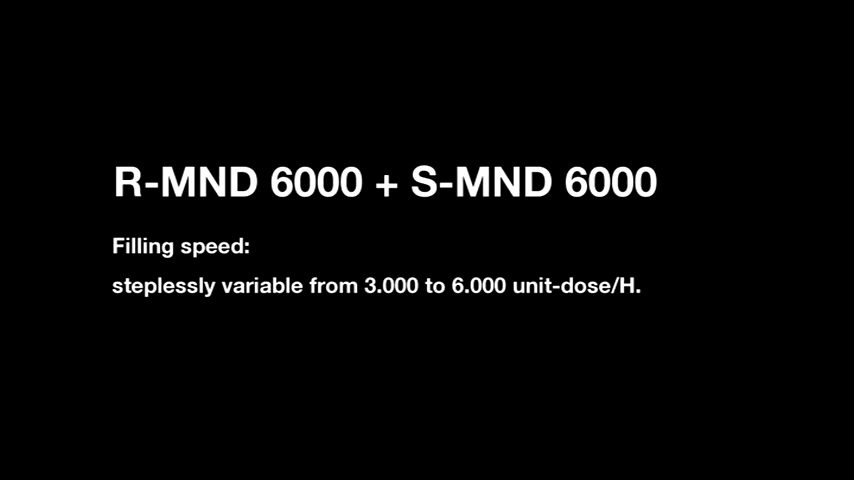 R-MND 6000 + S-MND 6000
Filling speed:
steplessly variable from 3.000 to 6.000 unit-dose/H.